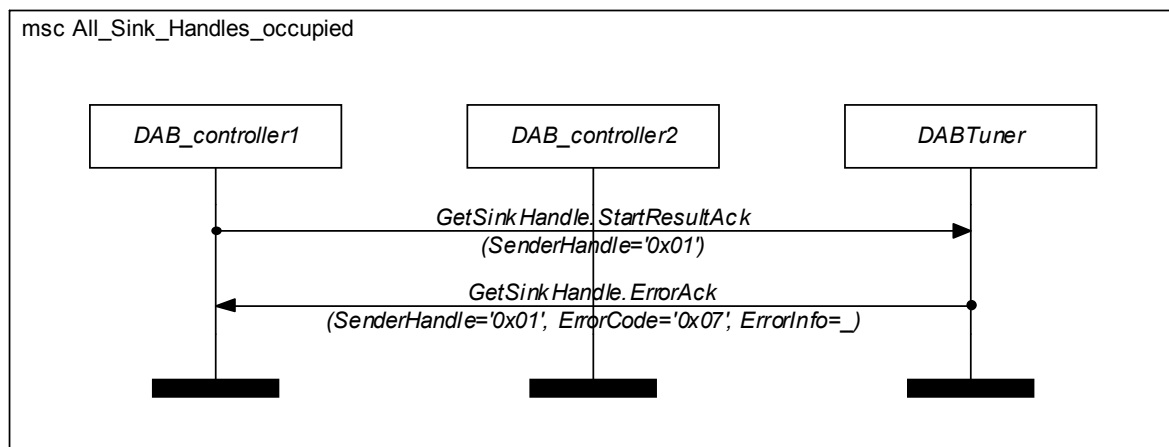 msc All_Sink_Handles_occupied
DAB_controller1
DAB_controller2
DABTuner
GetSinkHandle.StartResultAck
(SenderHandle='0x01')
GetSinkHandle.ErrorAck
(SenderHandle='0x01', ErrorCode='0x07', ErrorInfo=_)